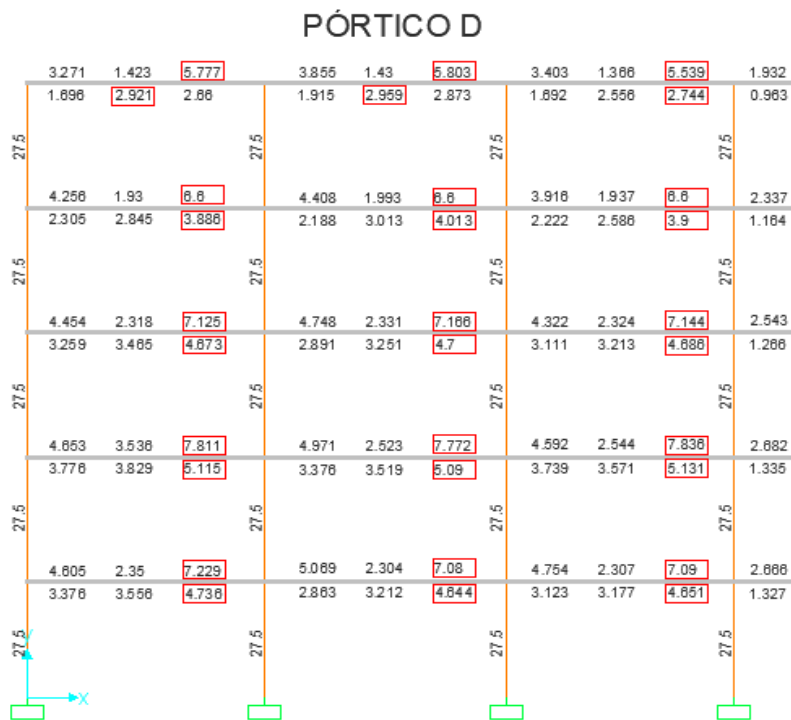 PÓRTICO D
3.271 1.423 5.777 3.855 1.43 5.803 3.403 1.366 5.539 1.932
1.696 2.921 2.66 1.915 2.959 2.873 1.692 2.556 2.744 0.963
27.5 27.5 27.5 27.5
4.256 1.93 6.6 4.408 1.993 6.6 3.916 1.937 6.6 2.337
2.305 2.845 3.886 2.188 3.013 4.013 2.222 2.586 3.9 1.164
27.5 27.5 27.5 27.5
4.454 2.318 7.125 4.748 2.331 7.166 4.322 2.324 7.144 2.543
3.259 3.465 4.673 2.891 3.251 4.7 3.111 3.213 4.686 1.266
27.5 27.5 27.5 27.5
4.653 3.536 7.811 4.971 2.523 7.772 4.592 2.544 7.836 2.682
3.776 3.829 5.115 3.376 3.519 5.09 3.739 3.571 5.131 1.335
27.5 27.5 27.5 27.5
4.605 2.35 7.229 5.069 2.304 7.08 4.754 2.307 7.09 2.666
3.376 3.556 4.736 2.863 3.212 4.644 3.123 3.177 4.651 1.327
27.5 27.5 27.5 27.5
Y
X